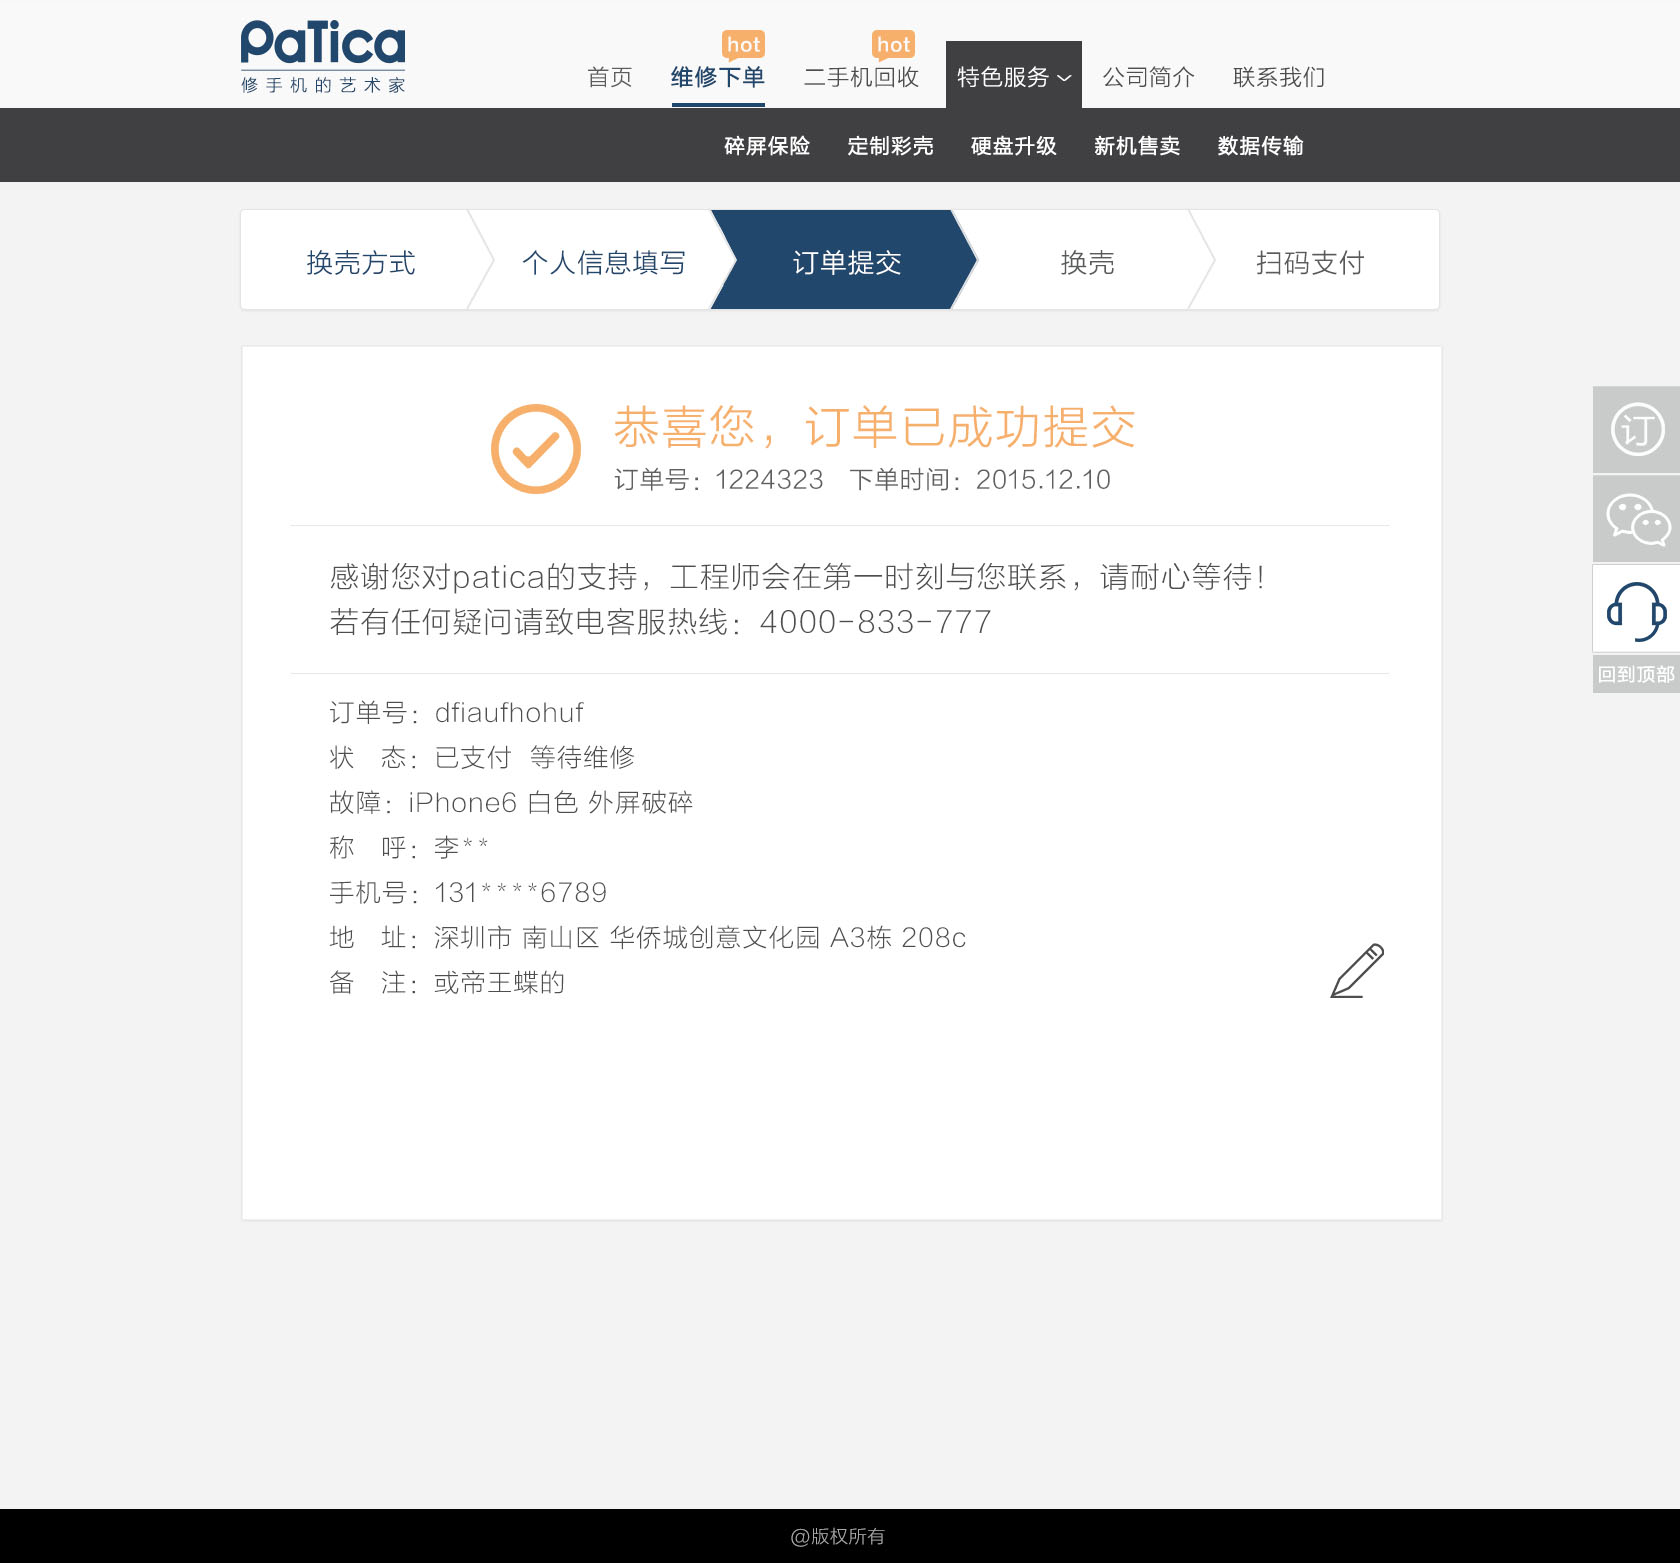 PaTica
修手机的艺术家
hot hot
首页 维修下单 二手机回收 特色服务 公司简介 联系我们
碎屏保险 定制彩壳 硬盘升级 新机售卖 数据传输
换壳方式 个人信息填写 订单提交 换壳 扫码支付
恭喜您，订单已成功提交
订单号：1224323 下单时间：2015.12.10
感谢您对patica的支持，工程师会在第一时刻与您联系，请耐心等待！
若有任何疑问请致电客服热线：4000-833-777
订单号：dfiaufhohuf
状 态：已支付 等待维修
故障：iPhone6 白色 外屏破碎
称 呼：李**
手机号：131****6789
地 址：深圳市 南山区 华侨城创意文化园 A3栋 208c
备 注：或帝王蝶的
订
回到顶部
@版权所有